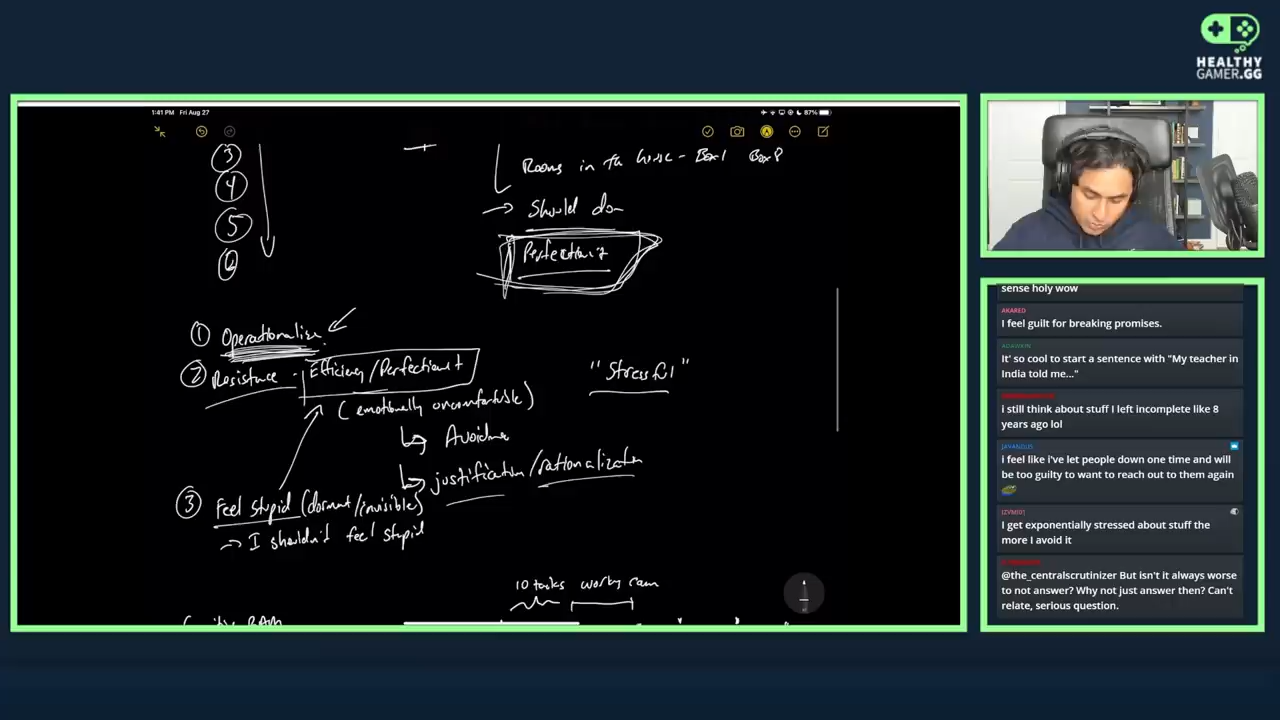 HEALTHY
GAMER.GG
1:41 PM Fri Aug 27
87%
3
4
5
6
Rooms in the house - Box 1 Box 8
→ Should do
Perfectionist
1 Operationalize
2 Resistance - Efficiency/Perfectionist
"Stressful"
(emotionally uncomfortable)
Avoidance
justification/rationalization
3 Feel Stupid (dormant/invisible)
→ I shouldn't feel stupid
10 tasks working ram
sense holy wow
AKARED
I feel guilt for breaking promises.
It' so cool to start a sentence with "My teacher in
India told me..."
i still think about stuff I left incomplete like 8
years ago lol
i feel like i've let people down one time and will
be too guilty to want to reach out to them again
I get exponentially stressed about stuff the
more I avoid it
@the_centralscrutinizer But isn't it always worse
to not answer? Why not just answer then? Can't
relate, serious question.